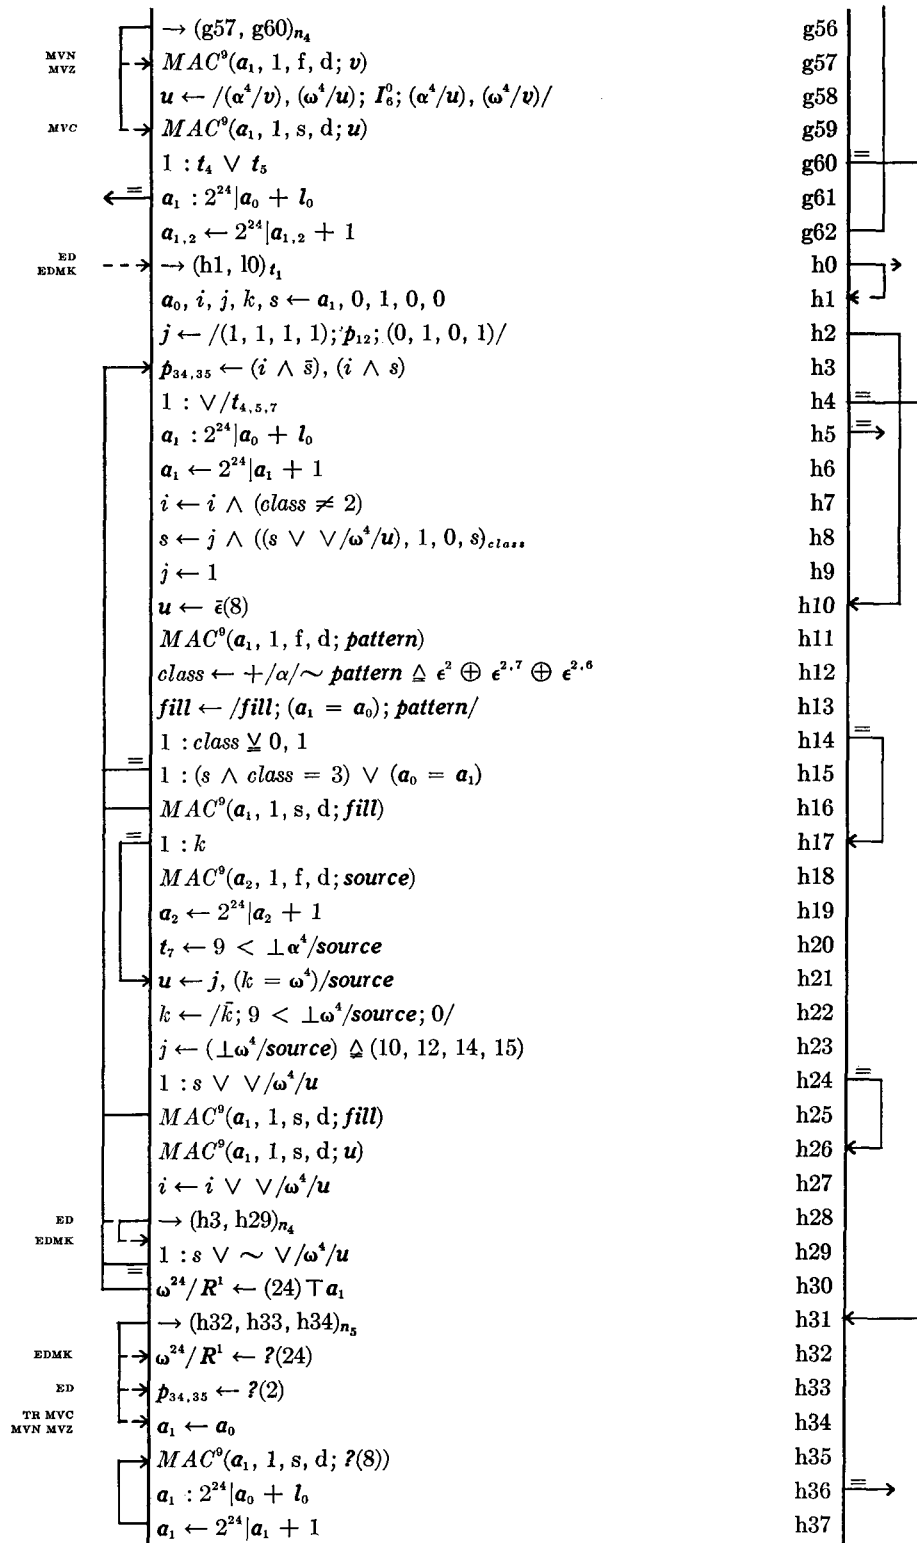 → (g57, g60)n₄ g56
MVN MVZ MAC⁹(a₁, 1, f, d; v) g57
u ← /(α⁴/v), (ω⁴/u); I⁰₆; (α⁴/u), (ω⁴/v)/ g58
MVC MAC⁹(a₁, 1, s, d; u) g59
1 : t₄ ∨ t₅ g60 =
= a₁ : 2²⁴|a₀ + l₀ g61
a₁,₂ ← 2²⁴|a₁,₂ + 1 g62
ED EDMK → (h1, l0)t₁ h0
a₀, i, j, k, s ← a₁, 0, 1, 0, 0 h1
j ← /(1, 1, 1, 1); p₁₂; (0, 1, 0, 1)/ h2
p₃₄,₃₅ ← (i ∧ s̄), (i ∧ s) h3
1 : ∨/t₄,₅,₇ h4 =
a₁ : 2²⁴|a₀ + l₀ h5 =
a₁ ← 2²⁴|a₁ + 1 h6
i ← i ∧ (class ≠ 2) h7
s ← j ∧ ((s ∨ ∨/ω⁴/u), 1, 0, s)class h8
j ← 1 h9
u ← ε̄(8) h10
MAC⁹(a₁, 1, f, d; pattern) h11
class ← +/α/∼ pattern ≙ ϵ² ⊕ ϵ²,⁷ ⊕ ϵ²,⁶ h12
fill ← /fill; (a₁ = a₀); pattern/ h13
1 : class ⊻ 0, 1 h14 =
= 1 : (s ∧ class = 3) ∨ (a₀ = a₁) h15
MAC⁹(a₁, 1, s, d; fill) h16
= 1 : k h17
MAC⁹(a₂, 1, f, d; source) h18
a₂ ← 2²⁴|a₂ + 1 h19
t₇ ← 9 < ⊥α⁴/source h20
u ← j, (k = ω⁴)/source h21
k ← /k̄; 9 < ⊥ω⁴/source; 0/ h22
j ← (⊥ω⁴/source) ≙ (10, 12, 14, 15) h23
1 : s ∨ ∨/ω⁴/u h24 =
MAC⁹(a₁, 1, s, d; fill) h25
MAC⁹(a₁, 1, s, d; u) h26
i ← i ∨ ∨/ω⁴/u h27
ED → (h3, h29)n₄ h28
EDMK 1 : s ∨ ∼ ∨/ω⁴/u h29
= ω²⁴/R¹ ← (24)⊤a₁ h30
→ (h32, h33, h34)n₅ h31
EDMK ω²⁴/R¹ ← ?(24) h32
ED p₃₄,₃₅ ← ?(2) h33
TR MVC MVN MVZ a₁ ← a₀ h34
MAC⁹(a₁, 1, s, d; ?(8)) h35
a₁ : 2²⁴|a₀ + l₀ h36 =
a₁ ← 2²⁴|a₁ + 1 h37